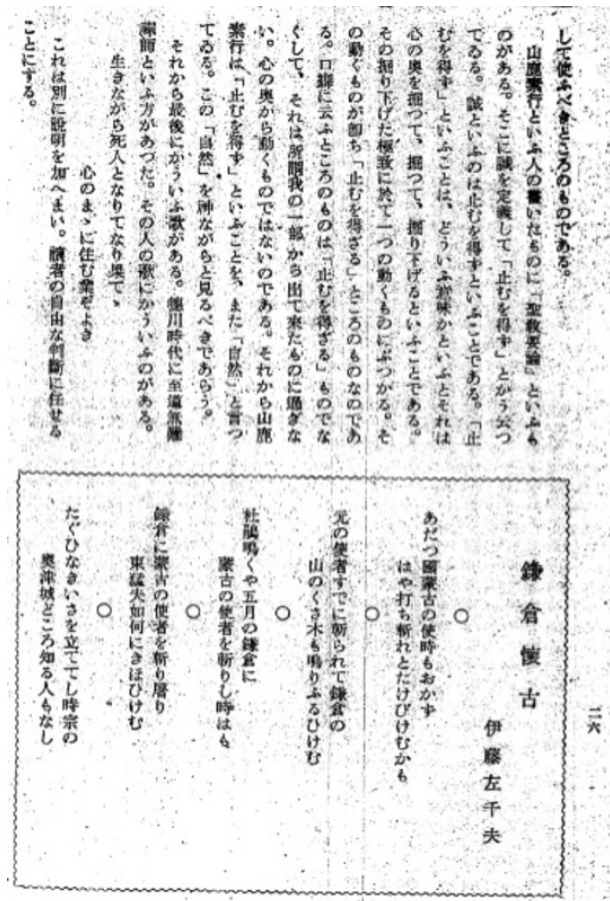 して使ふべきところのものである。
山鹿素行といふ人の書いたものに「聖教要論」といふも
のがある。そこに誠を定義して「止むを得ず」とかう云つ
てゐる。誠といふのは止むを得ずといふことである。「止
むを得ず」といふことは、どういふ意味かといふとそれは
心の奥を掘つて、掘つて、掘り下げるといふことである。
その掘り下げた極致に於て一つの動くものにぶつかる。そ
の動くものが即ち「止むを得ざる」ところのものなのであ
る。口癖に云ふところのものは「止むを得ざる」ものでな
くして、それは所謂我の一部から出て来たものに過ぎな
い。心の奥から動くものではないのである。それから山鹿
素行は「止むを得ず」といふことを、また「自然」と言つ
てゐる。この「自然」を神ながらと見るべきであらう。
それから最後にかういふ歌がある。徳川時代に至道無難
禪師といふ方があつた。その人の歌にかういふのがある。
生きながら死人となりてなり果てゝ
心のまゝに住む業ぞよき
これは別に說明を加へまい。讀者の自由な判斷に任せる
ことにする。
二六
鎌倉懐古
伊藤左千夫
あだつ國蒙古の使時もおかず
はや打ち斬れとたけびけむかも
○
元の使者すでに斬られて鎌倉の
山のくさ木も鳴りふるひけむ
○
杜鵑鳴くや五月の鎌倉に
蒙古の使者を斬りし時はも
○
鎌倉に蒙古の使者を斬り屠り
東猛夫如何にきほひけむ
○
たぐひなきいさを立ててし時宗の
奥津城どころ知る人もなし